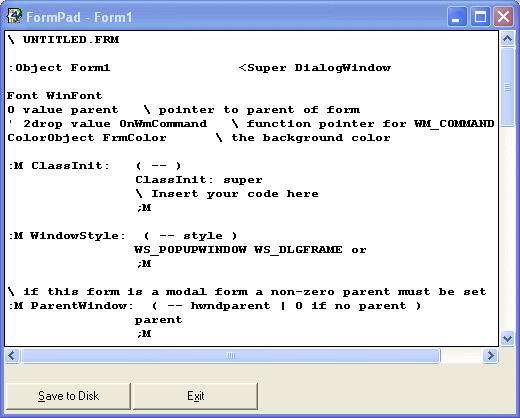 FormPad - Form1
\ UNTITLED.FRM
:Object Form1                  <Super DialogWindow
Font WinFont
0 value parent   \ pointer to parent of form
' 2drop value OnWmCommand   \ function pointer for WM_COMMAND
ColorObject FrmColor       \ the background color
:M ClassInit:   ( -- )
ClassInit: super
\ Insert your code here
;M
:M WindowStyle:  ( -- style )
WS_POPUPWINDOW WS_DLGFRAME or
;M
\ if this form is a modal form a non-zero parent must be set
:M ParentWindow:  ( -- hwndparent | 0 if no parent )
parent
;M
Save to Disk
Exit